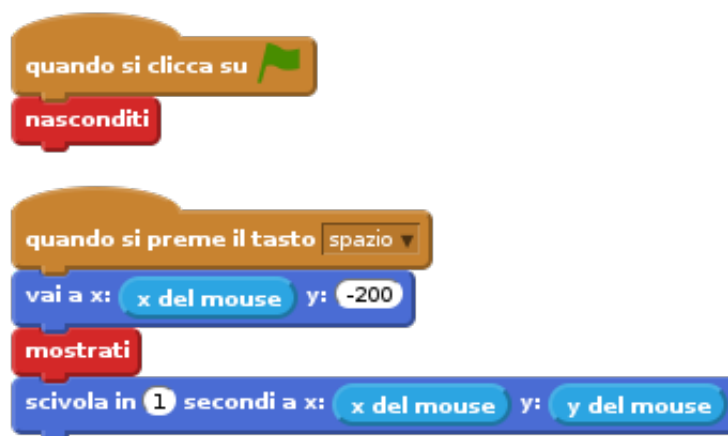 quando si clicca su
nasconditi
quando si preme il tasto spazio
vai a x: x del mouse y: -200
mostrati
scivola in 1 secondi a x: x del mouse y: y del mouse